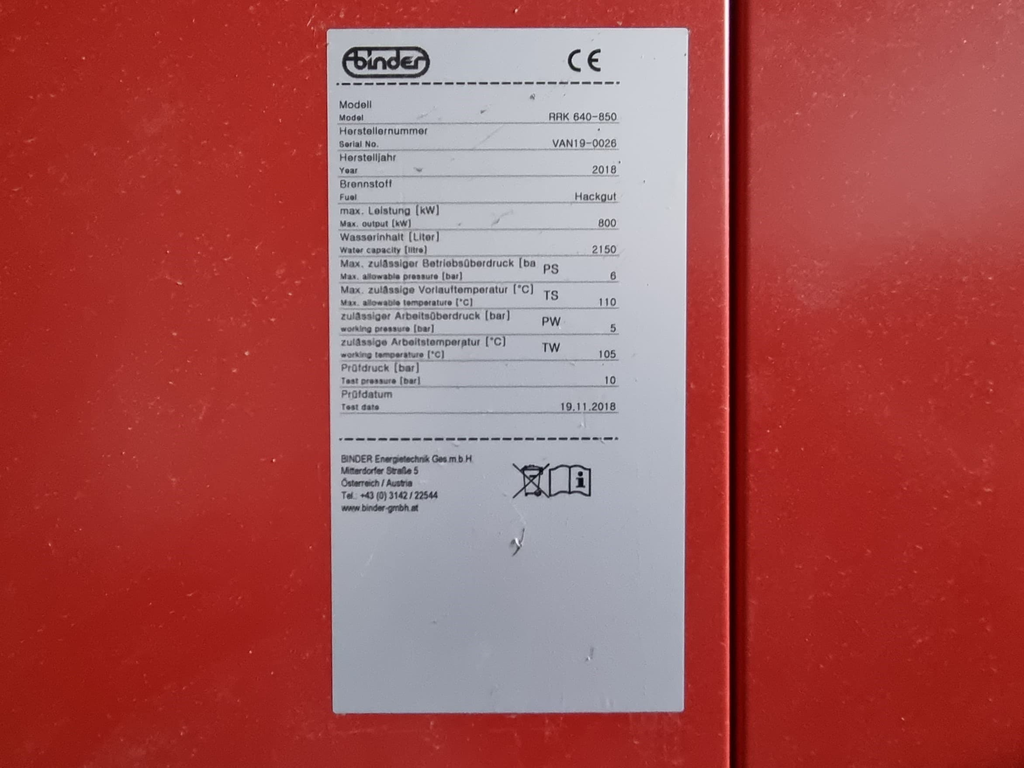 binder CE
Modell
Model RRK 640-850
Herstellernummer
Serial No. VAN19-0026
Herstelljahr
Year 2018
Brennstoff
Fuel Hackgut
max. Leistung [kW]
Max. output [kW] 800
Wasserinhalt [Liter]
Water capacity [litre] 2150
Max. zulässiger Betriebsüberdruck [ba PS
Max. allowable pressure [bar] 6
Max. zulässige Vorlauftemperatur [°C] TS
Max. allowable temperature [°C] 110
zulässiger Arbeitsüberdruck [bar] PW
working pressure [bar] 5
zulässige Arbeitstemperatur [°C] TW
working temperature [°C] 105
Prüfdruck [bar]
Test pressure [bar] 10
Prüfdatum
Test date 19.11.2018
BINDER Energietechnik Ges.m.b.H.
Mitterdorfer Straße 5
Österreich / Austria
Tel.: +43 (0) 3142 / 22544
www.binder-gmbh.at
i